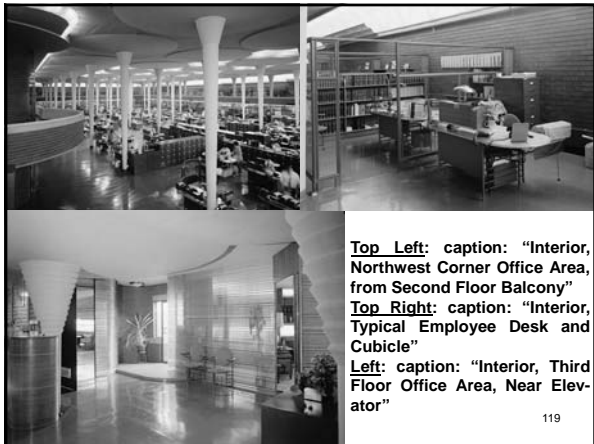 Top Left: caption: “Interior,
Northwest Corner Office Area,
from Second Floor Balcony”
Top Right: caption: “Interior,
Typical Employee Desk and
Cubicle”
Left: caption: “Interior, Third
Floor Office Area, Near Elev-
ator”
119